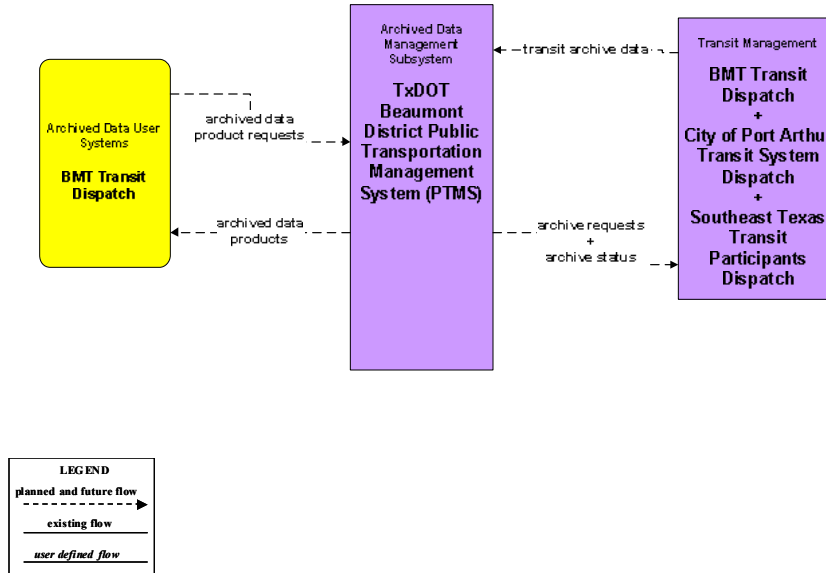 Archived Data User
Systems
BMT Transit
Dispatch
archived data
product requests
archived data
products
Archived Data
Management
Subsystem
TxDOT
Beaumont
District Public
Transportation
Management
System (PTMS)
transit archive data
archive requests
+
archive status
Transit Management
BMT Transit
Dispatch
+
City of Port Arthu
Transit System
Dispatch
+
Southeast Texas
Transit
Participants
Dispatch
LEGEND
planned and future flow
existing flow
user defined flow